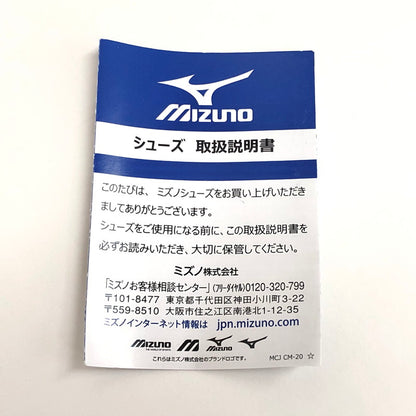 MIZUNO
シューズ 取扱説明書
このたびは、ミズノシューズをお買い上げいただき
ましてありがとうございます。
シューズをご使用になる前に、この取扱説明書を
必ずお読みいただき、大切に保管してください。
ミズノ株式会社
「ミズノお客様相談センター」(フリーダイヤル)0120-320-799
〒101-8477 東京都千代田区神田小川町3-22
〒559-8510 大阪市住之江区南港北1-12-35
ミズノインターネット情報は jpn.mizuno.com
MIZUNO MIZUNO MIZUNO
これらはミズノ株式会社のブランドロゴです。
MCJ CM-20 ☆